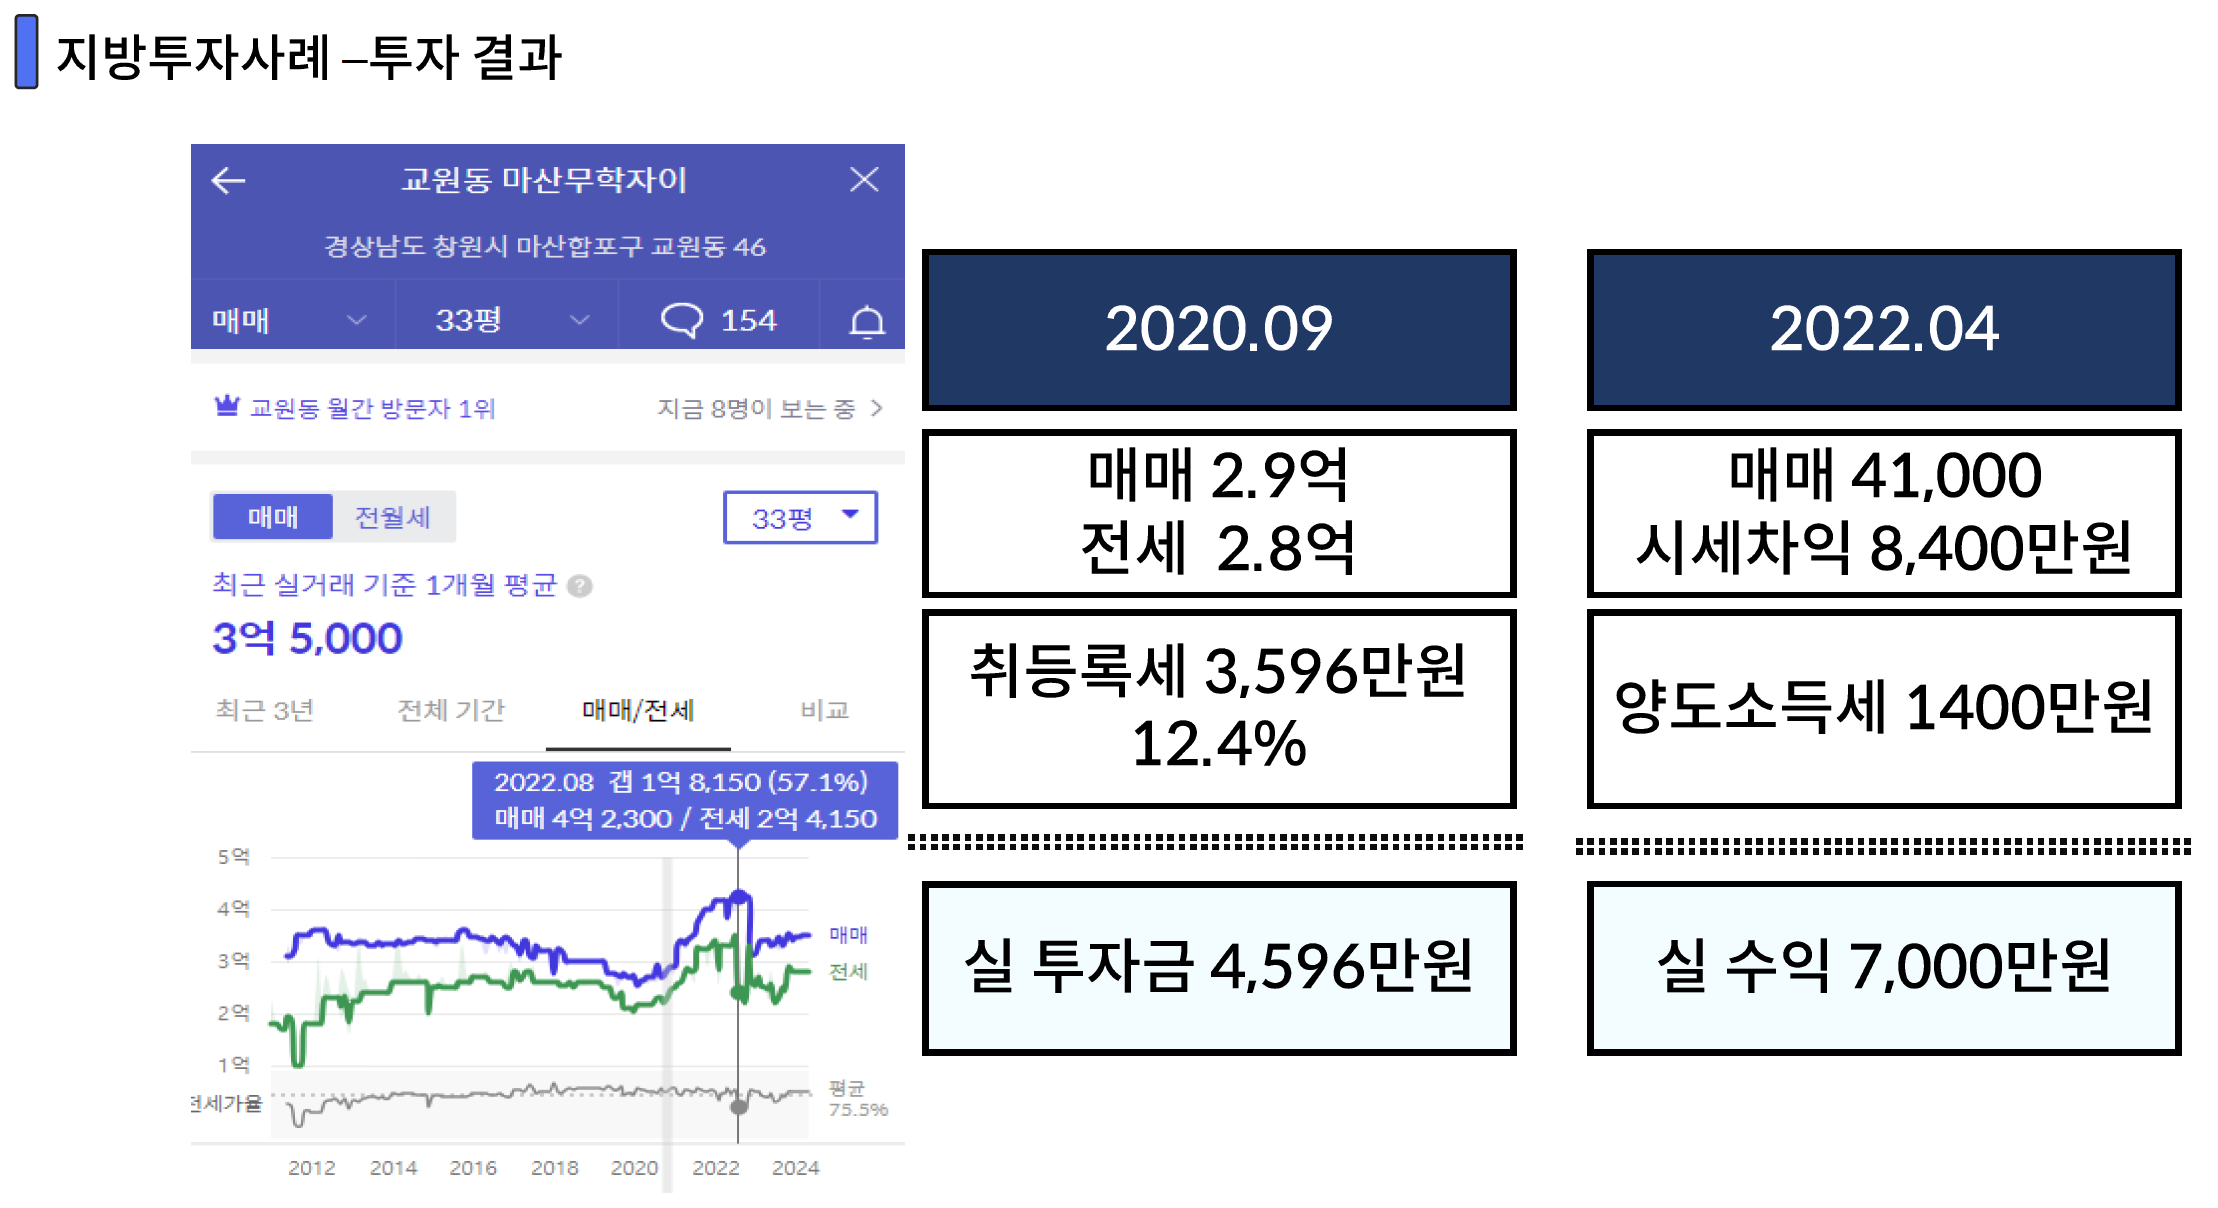 지방투자사례 –투자 결과
교원동 마산무학자이
경상남도 창원시 마산합포구 교원동 46
매매 33평 154
교원동 월간 방문자 1위 지금 8명이 보는 중
매매 전월세 33평
최근 실거래 기준 1개월 평균 ?
3억 5,000
최근 3년 전체 기간 매매/전세 비교
2022.08 갭 1억 8,150 (57.1%)
매매 4억 2,300 / 전세 2억 4,150
5억
4억
매매
3억
전세
2억
1억
평균
전세가율
75.5%
2012 2014 2016 2018 2020 2022 2024
2020.09
매매 2.9억
전세 2.8억
취등록세 3,596만원
12.4%
실 투자금 4,596만원
2022.04
매매 41,000
시세차익 8,400만원
양도소득세 1400만원
실 수익 7,000만원